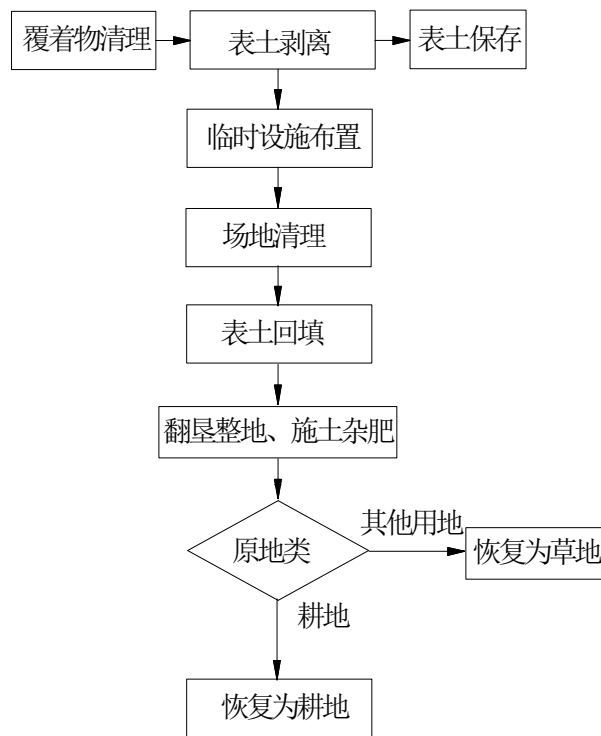 覆着物清理
表土剥离
表土保存
临时设施布置
场地清理
表土回填
翻垦整地、施土杂肥
原地类
其他用地
恢复为草地
耕地
恢复为耕地